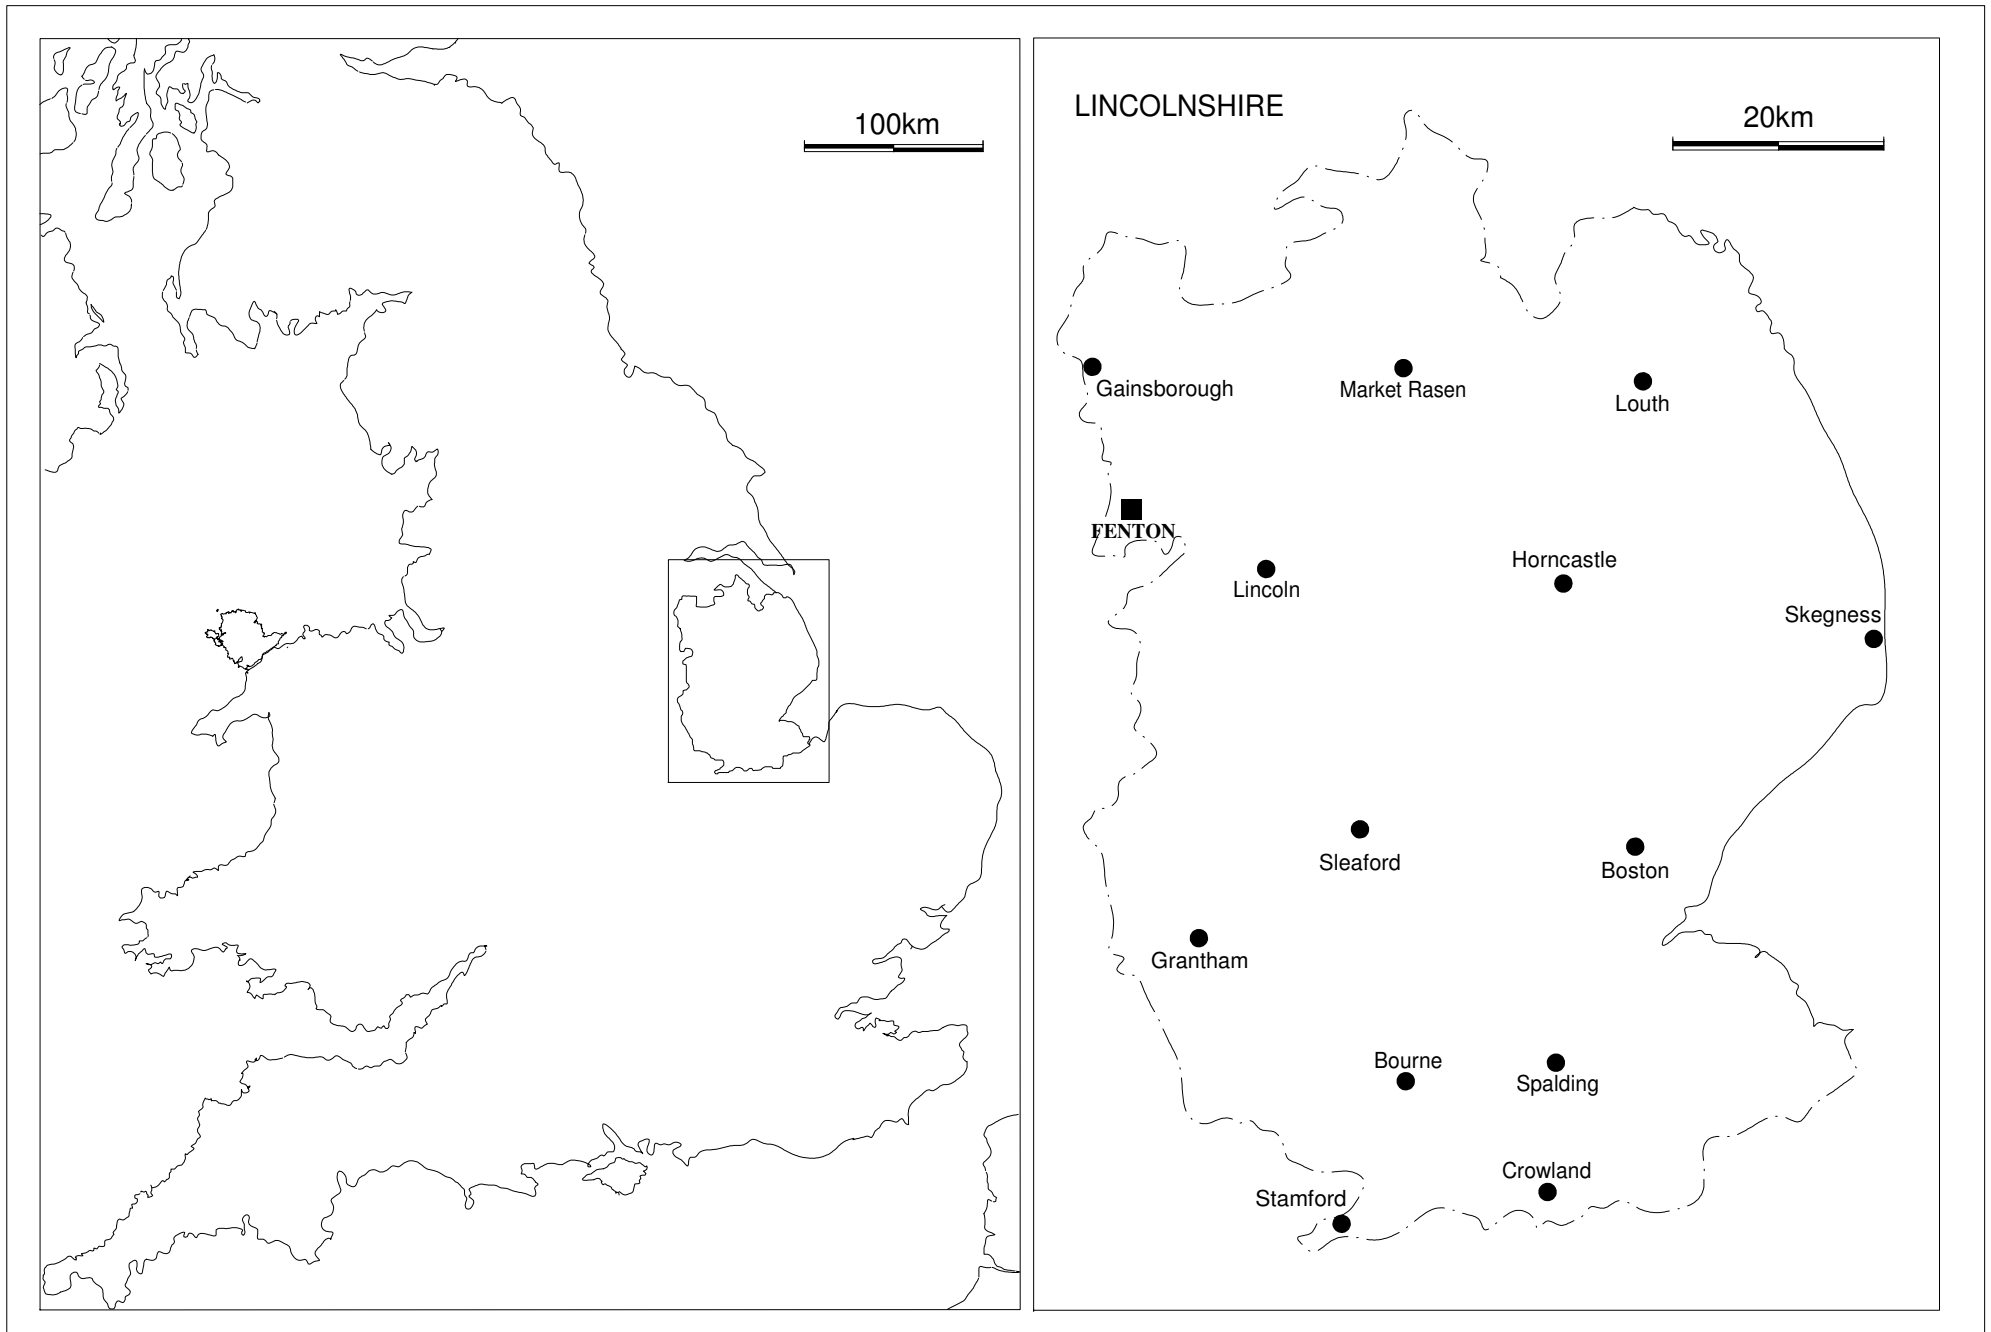 100km
LINCOLNSHIRE
20km
Gainsborough
Market Rasen
Louth
FENTON
Lincoln
Horncastle
Skegness
Sleaford
Boston
Grantham
Bourne
Spalding
Crowland
Stamford